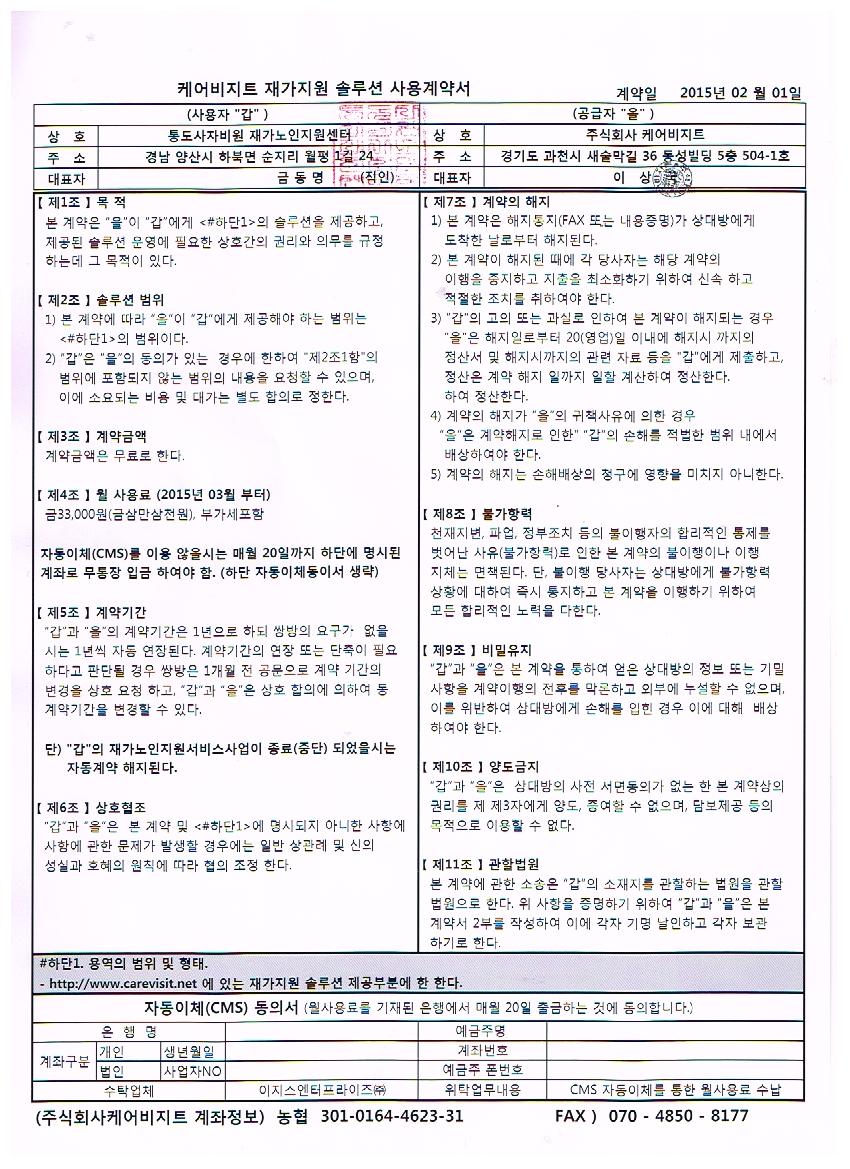 케어비지트 재가지원 솔루션 사용계약서
계약일 2015년 02 월 01일
(사용자 "갑" ) (공급자 "을" )
상 호 통도사자비원 재가노인지원센터 상 호 주식회사 케어비지트
주 소 경남 양산시 하북면 순지리 월평 1길 24 주 소 경기도 과천시 새술막길 36 동성빌딩 5층 504-1호
대표자 금 동 명 (직인) 대표자 이 상
[ 제1조 ] 목 적
본 계약은 "을"이 "갑"에게 <#하단1>의 솔루션을 제공하고,
제공된 솔루션 운영에 필요한 상호간의 권리와 의무를 규정
하는데 그 목적이 있다.
[ 제2조 ] 솔루션 범위
1) 본 계약에 따라 "을"이 "갑"에게 제공해야 하는 범위는
<#하단1>의 범위이다.
2) "갑"은 "을"의 동의가 있는 경우에 한하여 "제2조1항"의
범위에 포함되지 않는 범위의 내용을 요청할 수 있으며,
이에 소요되는 비용 및 대가는 별도 합의로 정한다.
[ 제3조 ] 계약금액
계약금액은 무료로 한다.
[ 제4조 ] 월 사용료 (2015년 03월 부터)
금33,000원(금삼만삼전원), 부가세포함
자동이체(CMS)를 이용 않을시는 매월 20일까지 하단에 명시된
계좌로 무통장 입금 하여야 함. (하단 자동이체동이서 생략)
[ 제5조 ] 계약기간
"갑"과 "을"의 계약기간은 1년으로 하되 쌍방의 요구가 없을
시는 1년씩 자동 연장된다. 계약기간의 연장 또는 단축이 필요
하다고 판단될 경우 쌍방은 1개월 전 공문으로 계약 기간의
변경을 상호 요청 하고, "갑"과 "을"은 상호 합의에 의하여 동
계약기간을 변경할 수 있다.
단) "갑"의 재가노인지원서비스사업이 종료(중단) 되었을시는
자동계약 해지된다.
[ 제6조 ] 상호협조
"갑"과 "을"은 본 계약 및 <#하단1>에 명시되지 아니한 사항에
사항에 관한 문제가 발생할 경우에는 일반 상관례 및 신의
성실과 호혜의 원칙에 따라 협의 조정 한다.
[ 제7조 ] 계약의 해지
1) 본 계약은 해지통지(FAX 또는 내용증명)가 상대방에게
도착한 날로부터 해지된다.
2) 본 계약이 해지된 때에 각 당사자는 해당 계약의
이행을 중지하고 지출을 최소화하기 위하여 신속 하고
적절한 조치를 취하여야 한다.
3) "갑"의 고의 또는 과실로 인하여 본 계약이 해지되는 경우
"을"은 해지일로부터 20(영업)일 이내에 해지시 까지의
정산서 및 해지시까지의 관련 자료 등을 "갑"에게 제출하고,
정산은 계약 해지 일까지 일할 계산하여 정산한다.
하여 정산한다.
4) 계약의 해지가 "을"의 귀책사유에 의한 경우
"을"은 계약해지로 인한" "갑"의 손해를 적법한 범위 내에서
배상하여야 한다.
5) 계약의 해지는 손해배상의 청구에 영향을 미치지 아니한다.
[ 제8조 ] 불가항력
천재지변, 파업, 정부조치 등의 불이행자의 합리적인 통제를
벗어난 사유(불가항력)로 인한 본 계약의 불이행이나 이행
지체는 면책된다. 단, 불이행 당사자는 상대방에게 불가항력
상황에 대하여 즉시 통지하고 본 계약을 이행하기 위하여
모든 합리적인 노력을 다한다.
[ 제9조 ] 비밀유지
"갑"과 "을"은 본 계약을 통하여 얻은 상대방의 정보 또는 기밀
사항을 계약이행의 전후를 막론하고 외부에 누설할 수 없으며,
이를 위반하여 상대방에게 손해를 입힌 경우 이에 대해 배상
하여야 한다.
[ 제10조 ] 양도금지
"갑"과 "을"은 상대방의 사전 서면동의가 없는 한 본 계약상의
권리를 제 제3자에게 양도, 증여할 수 없으며, 담보제공 등의
목적으로 이용할 수 없다.
[ 제11조 ] 관할법원
본 계약에 관한 소송은 "갑"의 소재지를 관할하는 법원을 관할
법원으로 한다. 위 사항을 증명하기 위하여 "갑"과 "을"은 본
계약서 2부를 작성하여 이에 각자 기명 날인하고 각자 보관
하기로 한다.
#하단1. 용역의 범위 및 형태.
- http://www.carevisit.net 에 있는 재가지원 솔루션 제공부분에 한 한다.
자동이체(CMS) 동의서 (월사용료를 기재된 은행에서 매월 20일 출금하는 것에 동의합니다.)
은 행 명 예금주명
계좌구분 개인 생년월일 계좌번호
법인 사업자NO 예금주 폰번호
수탁업체 이지스엔터프라이즈㈜ 위탁업무내용 CMS 자동이체를 통한 월사용료 수납
(주식회사케어비지트 계좌정보) 농협 301-0164-4623-31 FAX ) 070 - 4850 - 8177